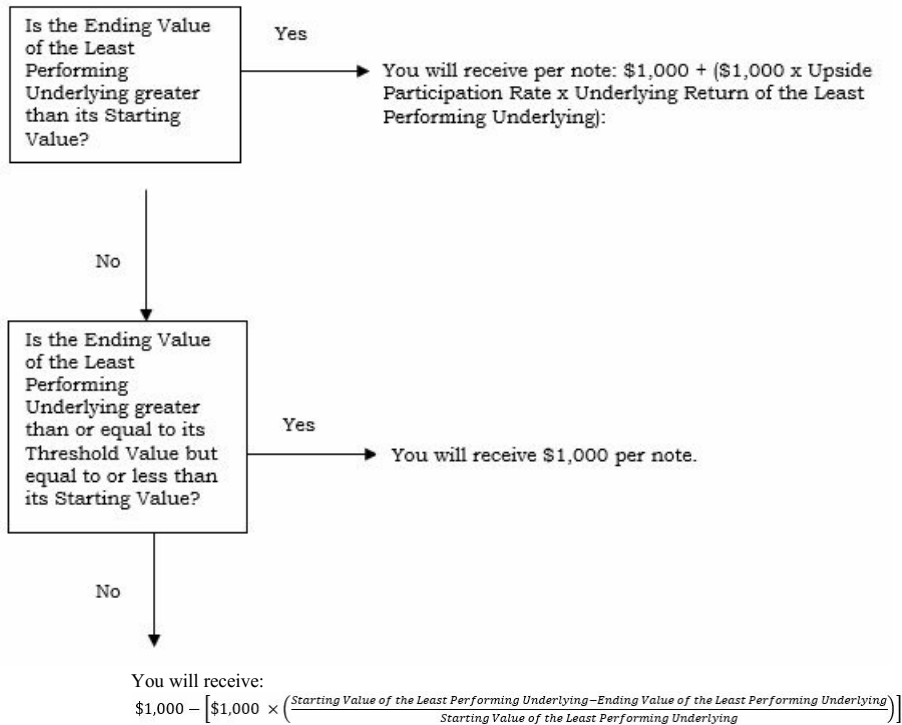 Is the Ending Value
of the Least
Performing
Underlying greater
than its Starting
Value?
Yes
You will receive per note: $1,000 + ($1,000 x Upside
Participation Rate x Underlying Return of the Least
Performing Underlying):
No
Is the Ending Value
of the Least
Performing
Underlying greater
than or equal to its
Threshold Value but
equal to or less than
its Starting Value?
Yes
You will receive $1,000 per note.
No
You will receive:
$1,000 − [$1,000 × (Starting Value of the Least Performing Underlying−Ending Value of the Least Performing Underlying
Starting Value of the Least Performing Underlying)]